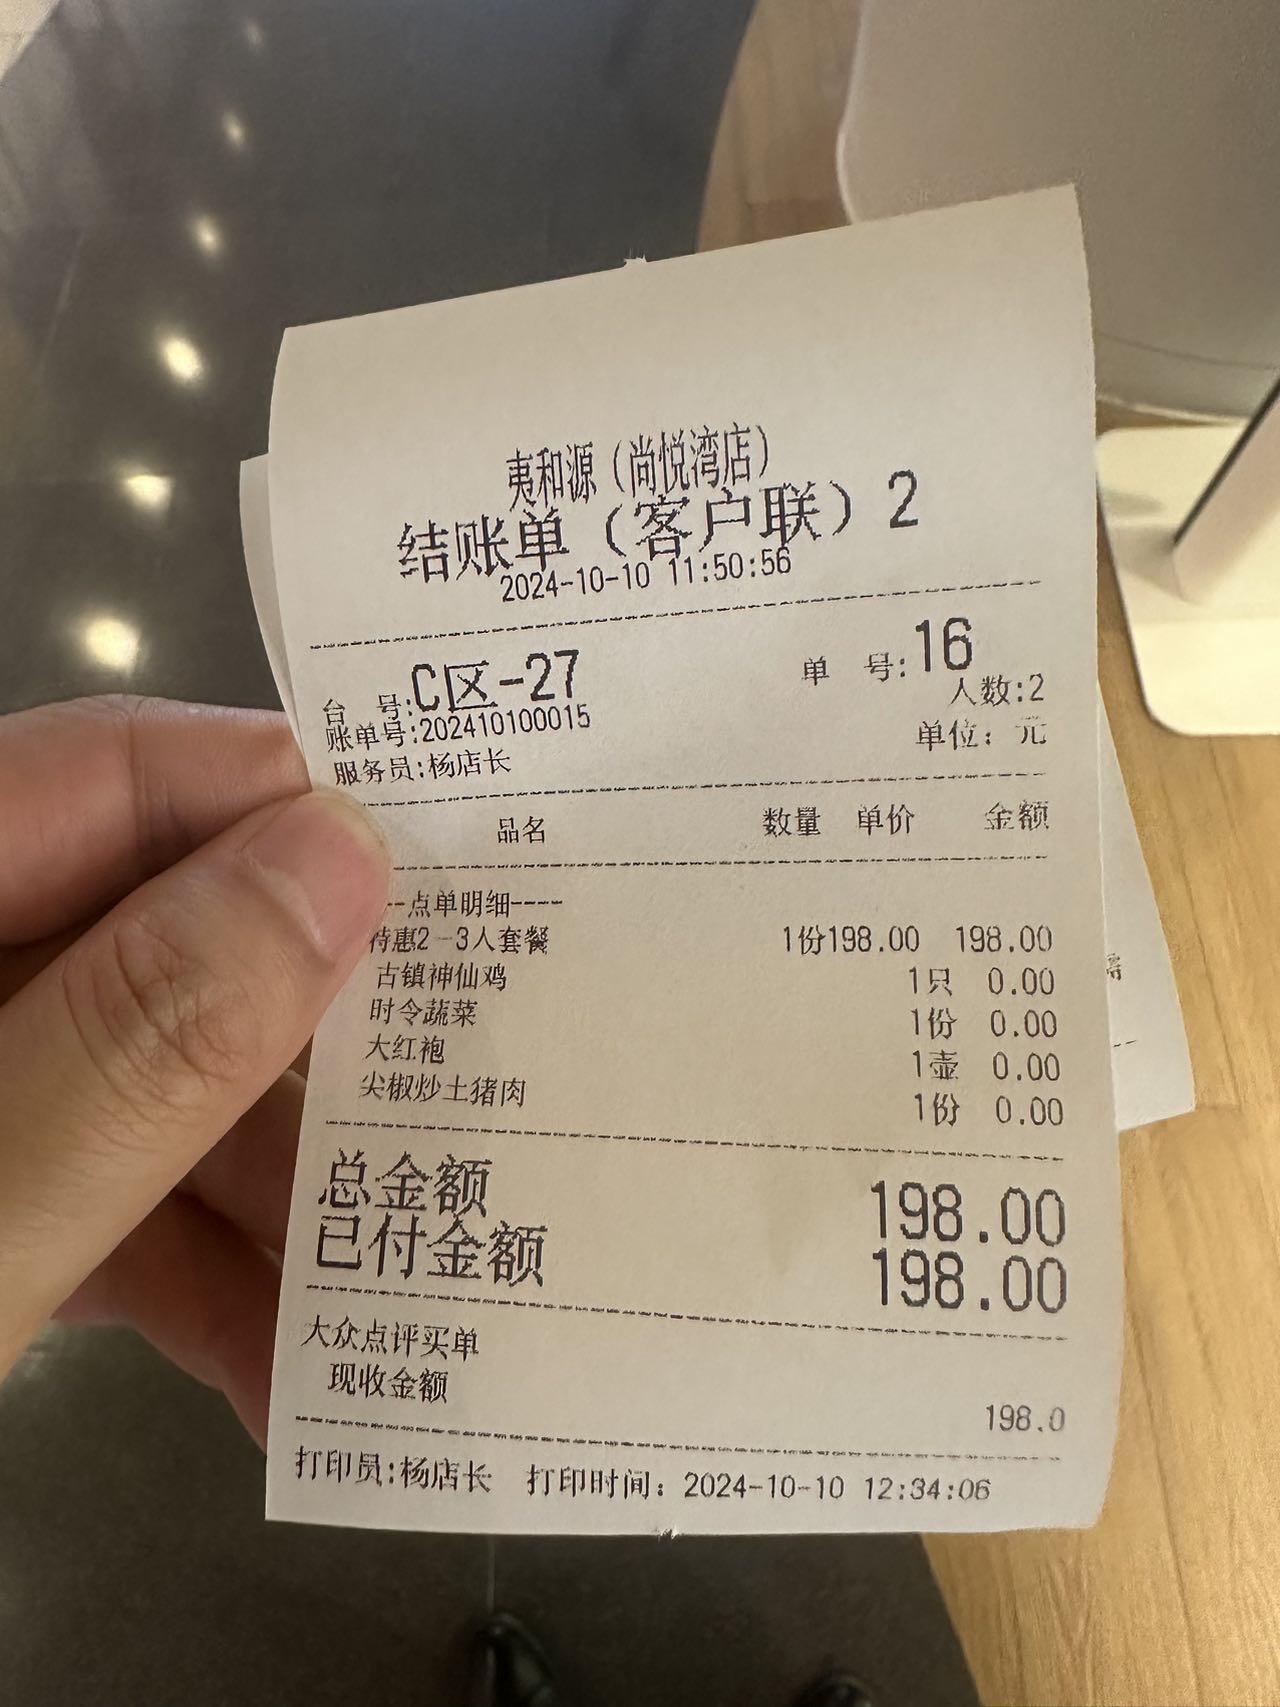 夷和源（尚悦湾店）
结账单（客户联）2
2024-10-10 11:50:56
台 号:C区-27 单 号:16
人数:2
账单号:202410100015
单位：元
服务员:杨店长
品名 数量 单价 金额
--点单明细----
特惠2-3人套餐 1份198.00 198.00
古镇神仙鸡 1只 0.00
时令蔬菜 1份 0.00
大红袍 1壶 0.00
尖椒炒土猪肉 1份 0.00
总金额 198.00
已付金额 198.00
大众点评买单
现收金额 198.0
打印员:杨店长 打印时间：2024-10-10 12:34:06